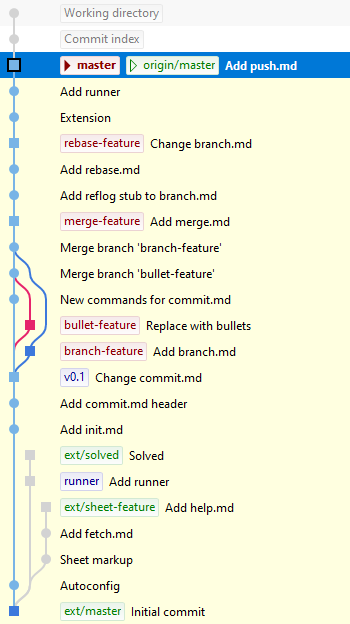 Working directory
Commit index
master origin/master Add push.md
Add runner
Extension
rebase-feature Change branch.md
Add rebase.md
Add reflog stub to branch.md
merge-feature Add merge.md
Merge branch 'branch-feature'
Merge branch 'bullet-feature'
New commands for commit.md
bullet-feature Replace with bullets
branch-feature Add branch.md
v0.1 Change commit.md
Add commit.md header
Add init.md
ext/solved Solved
runner Add runner
ext/sheet-feature Add help.md
Add fetch.md
Sheet markup
Autoconfig
ext/master Initial commit